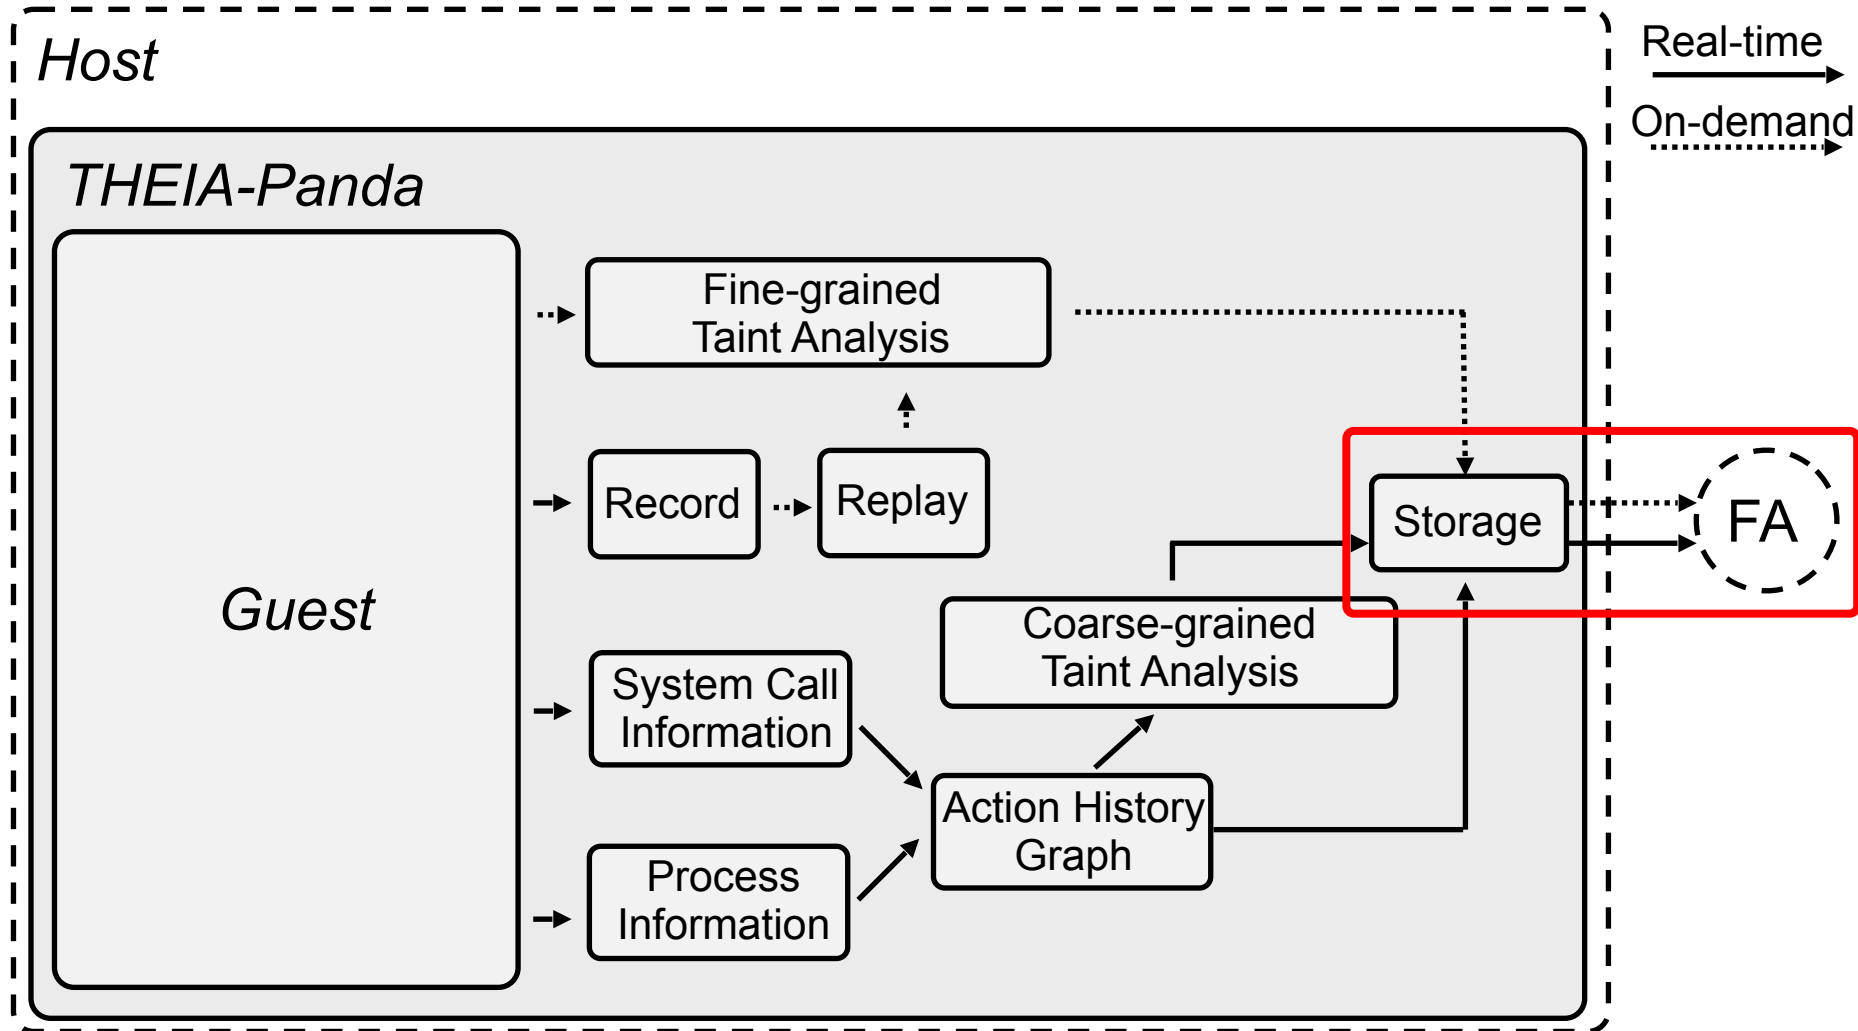 Host
Real-time
On-demand
THEIA-Panda
Fine-grained
Taint Analysis
Record
Replay
Storage
FA
Guest
Coarse-grained
Taint Analysis
System Call
Information
Action History
Graph
Process
Information